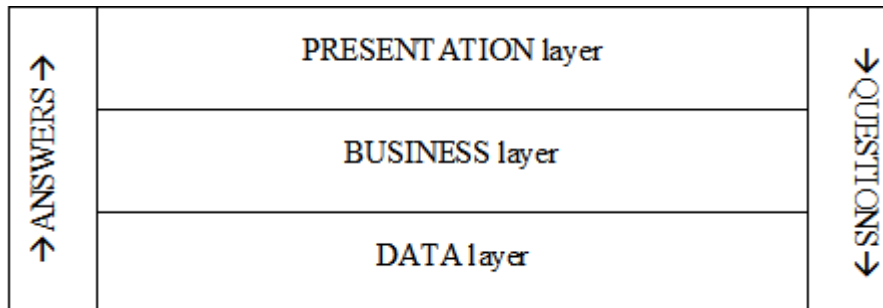 →ANSWERS→
PRESENTATION layer
BUSINESS layer
DATA layer
→QUESTIONS→